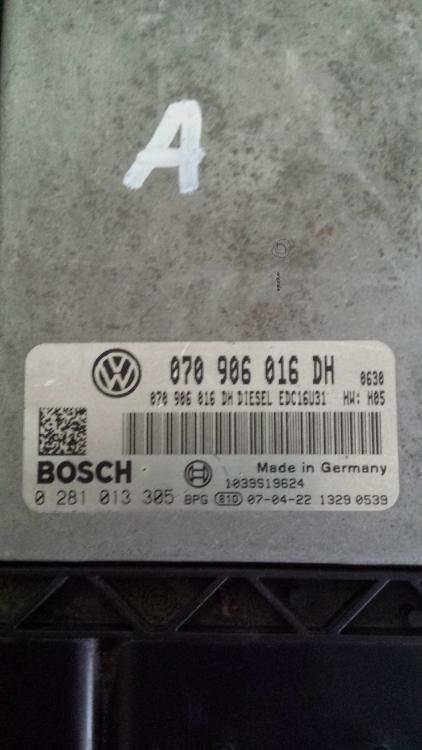 A
070 906 016 DH 0630
070 906 016 DH DIESEL EDC16U31 HW: H05
BOSCH Made in Germany
1039S19624
0 281 013 305 BPG 810 07-04-22 1329 0539